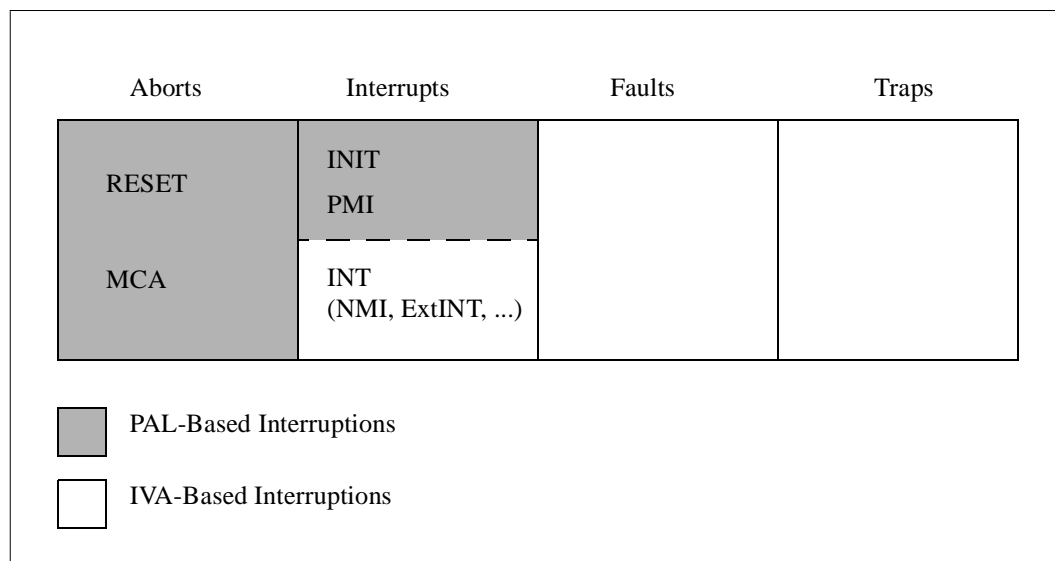 Aborts Interrupts Faults Traps
RESET
MCA
INIT
PMI
INT
(NMI, ExtINT, ...)
PAL-Based Interruptions
IVA-Based Interruptions